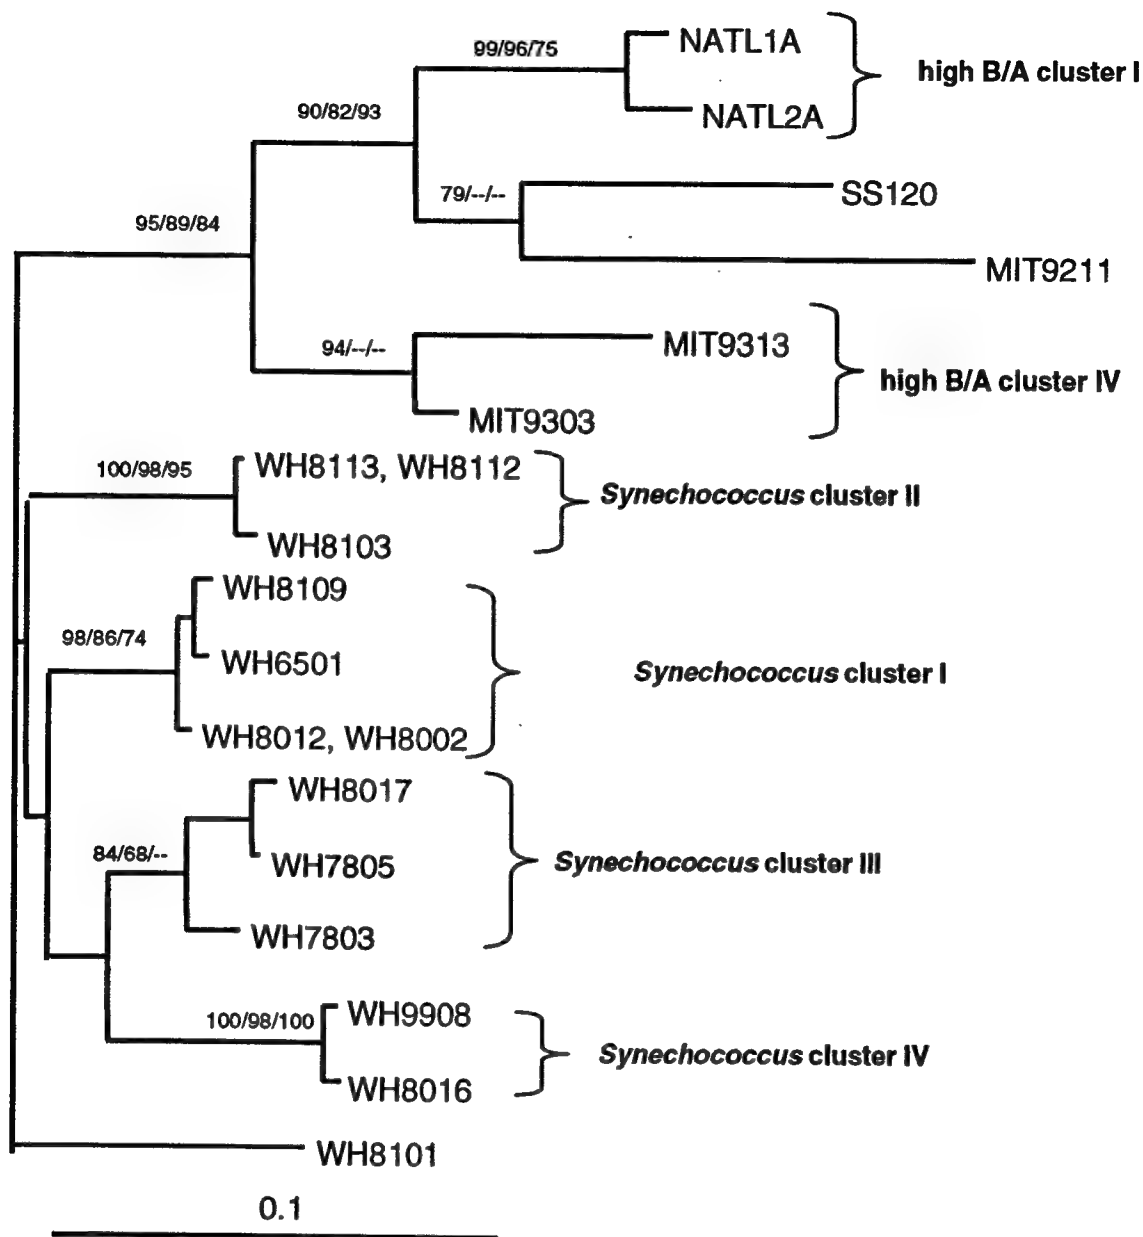 99/96/75
NATL1A
high B/A cluster I
90/82/93
NATL2A
79/--/--
SS120
95/89/84
MIT9211
94/--/--
MIT9313
high B/A cluster IV
MIT9303
100/98/95
WH8113, WH8112
Synechococcus cluster II
WH8103
WH8109
98/86/74
WH6501
Synechococcus cluster I
WH8012, WH8002
WH8017
84/68/--
WH7805
Synechococcus cluster III
WH7803
100/98/100
WH9908
Synechococcus cluster IV
WH8016
WH8101
0.1